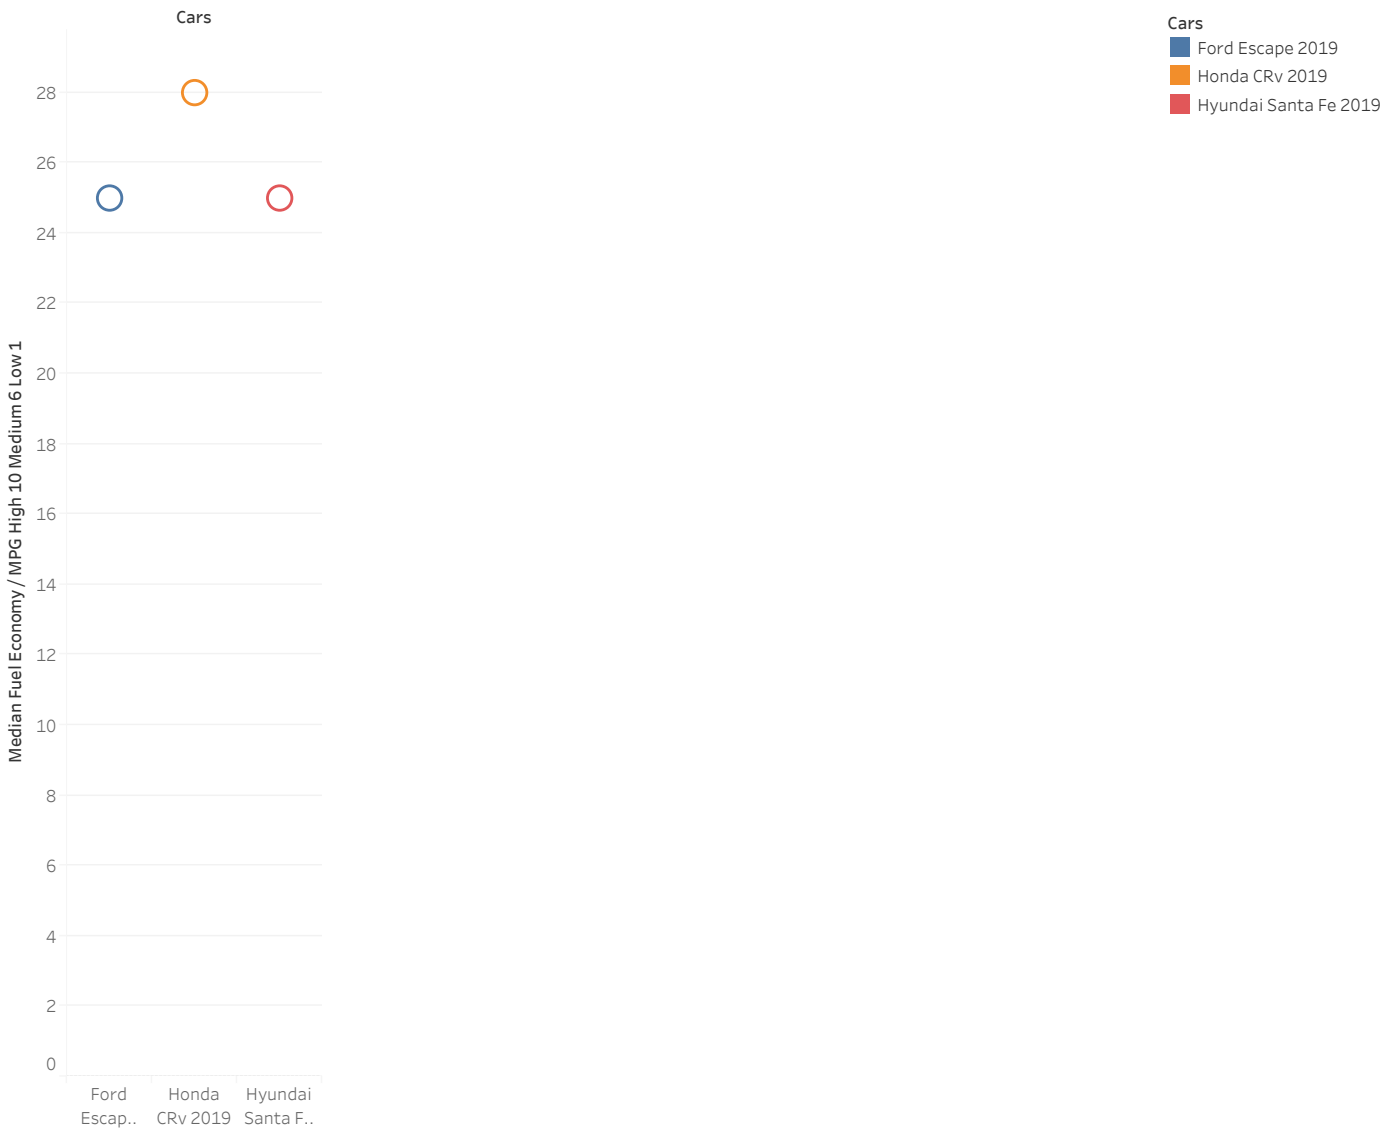 Cars
Cars
Ford Escape 2019
Honda CRv 2019
Hyundai Santa Fe 2019
Median Fuel Economy / MPG High 10 Medium 6 Low 1
28
26
24
22
20
18
16
14
12
10
8
6
4
2
0
Ford
Escap..
Honda
CRv 2019
Hyundai
Santa F..